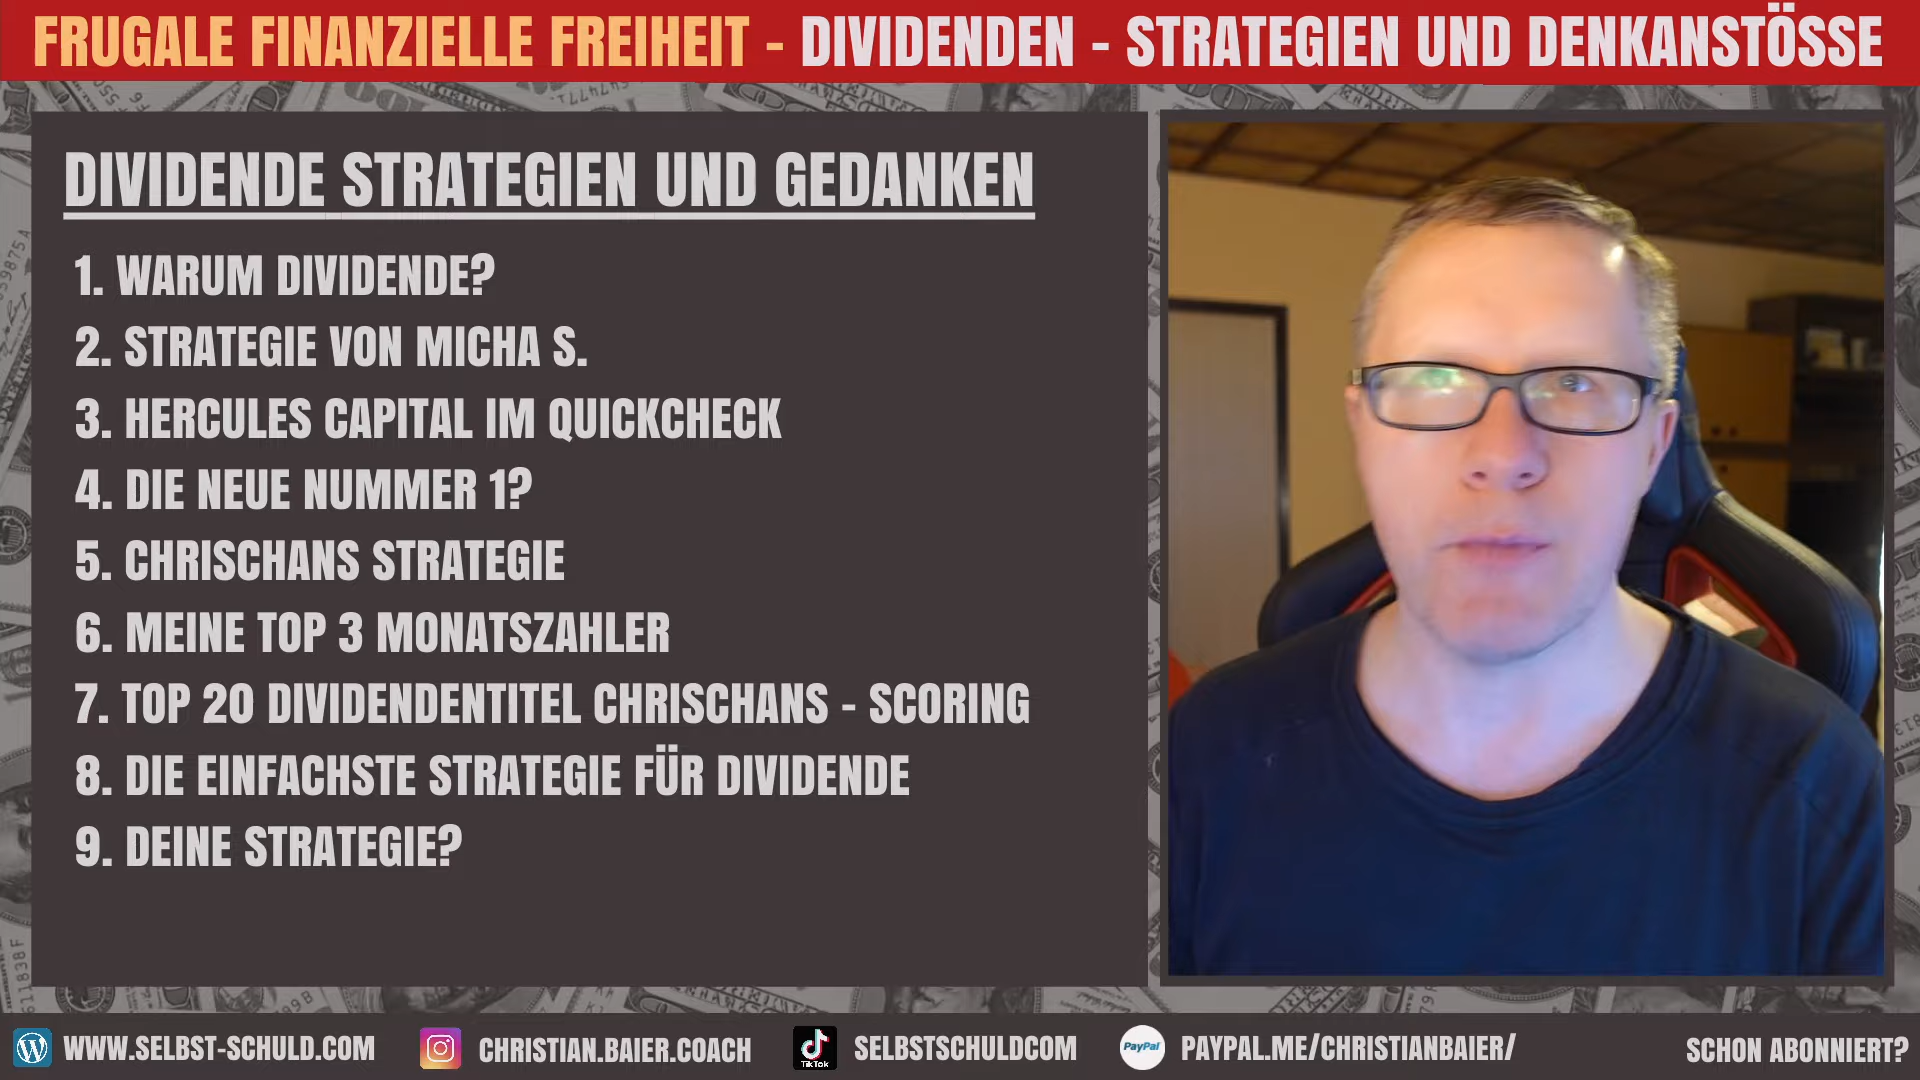 FRUGALE FINANZIELLE FREIHEIT - DIVIDENDEN - STRATEGIEN UND DENKANSTÖSSE
DIVIDENDE STRATEGIEN UND GEDANKEN
1. WARUM DIVIDENDE?
2. STRATEGIE VON MICHA S.
3. HERCULES CAPITAL IM QUICKCHECK
4. DIE NEUE NUMMER 1?
5. CHRISCHANS STRATEGIE
6. MEINE TOP 3 MONATSZAHLER
7. TOP 20 DIVIDENDENTITEL CHRISCHANS - SCORING
8. DIE EINFACHSTE STRATEGIE FÜR DIVIDENDE
9. DEINE STRATEGIE?
WWW.SELBST-SCHULD.COM
CHRISTIAN.BAIER.COACH
TikTok
SELBSTSCHULDCOM
PayPal
PAYPAL.ME/CHRISTIANBAIER/
SCHON ABONNIERT?